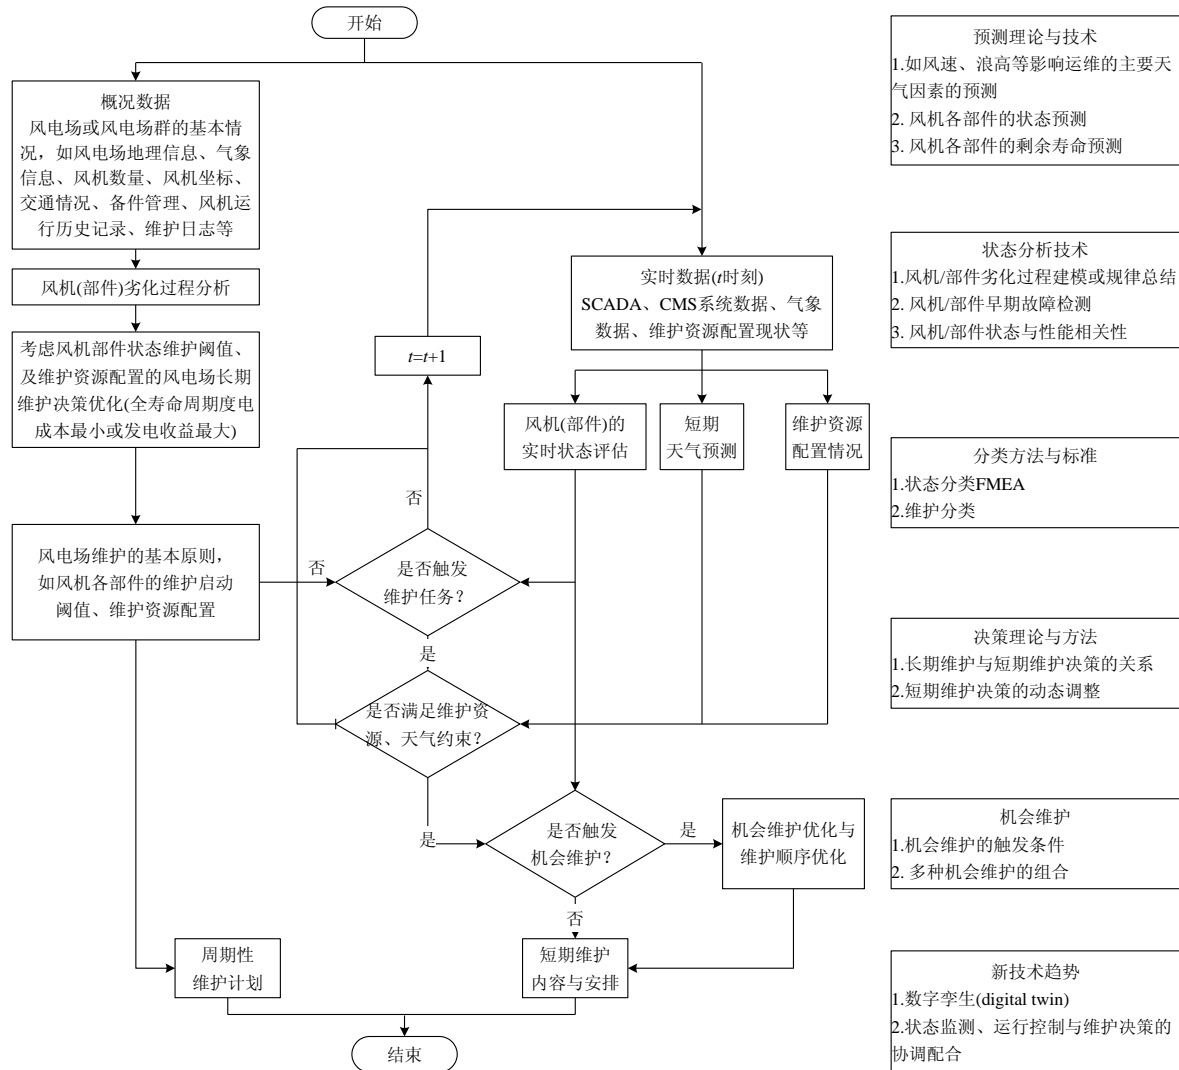 开始
概况数据
风电场或风电场群的基本情
况，如风电场地理信息、气象
信息、风机数量、风机坐标、
交通情况、备件管理、风机运
行历史记录、维护日志等
风机(部件)劣化过程分析
考虑风机部件状态维护阈值、
及维护资源配置的风电场长期
维护决策优化(全寿命周期度电
成本最小或发电收益最大)
风电场维护的基本原则，
如风机各部件的维护启动
阈值、维护资源配置
周期性
维护计划
t=t+1
实时数据(t时刻)
SCADA、CMS系统数据、气象
数据、维护资源配置现状等
风机(部件)的
实时状态评估
短期
天气预测
维护资源
配置情况
否
否
是否触发
维护任务？
是
是否满足维护资
源、天气约束？
是
是否触发
机会维护？
是
机会维护优化与
维护顺序优化
否
短期维护
内容与安排
结束
预测理论与技术
1.如风速、浪高等影响运维的主要天
气因素的预测
2. 风机各部件的状态预测
3. 风机各部件的剩余寿命预测
状态分析技术
1.风机/部件劣化过程建模或规律总结
2. 风机/部件早期故障检测
3. 风机/部件状态与性能相关性
分类方法与标准
1.状态分类FMEA
2.维护分类
决策理论与方法
1.长期维护与短期维护决策的关系
2.短期维护决策的动态调整
机会维护
1.机会维护的触发条件
2. 多种机会维护的组合
新技术趋势
1.数字孪生(digital twin)
2.状态监测、运行控制与维护决策的
协调配合